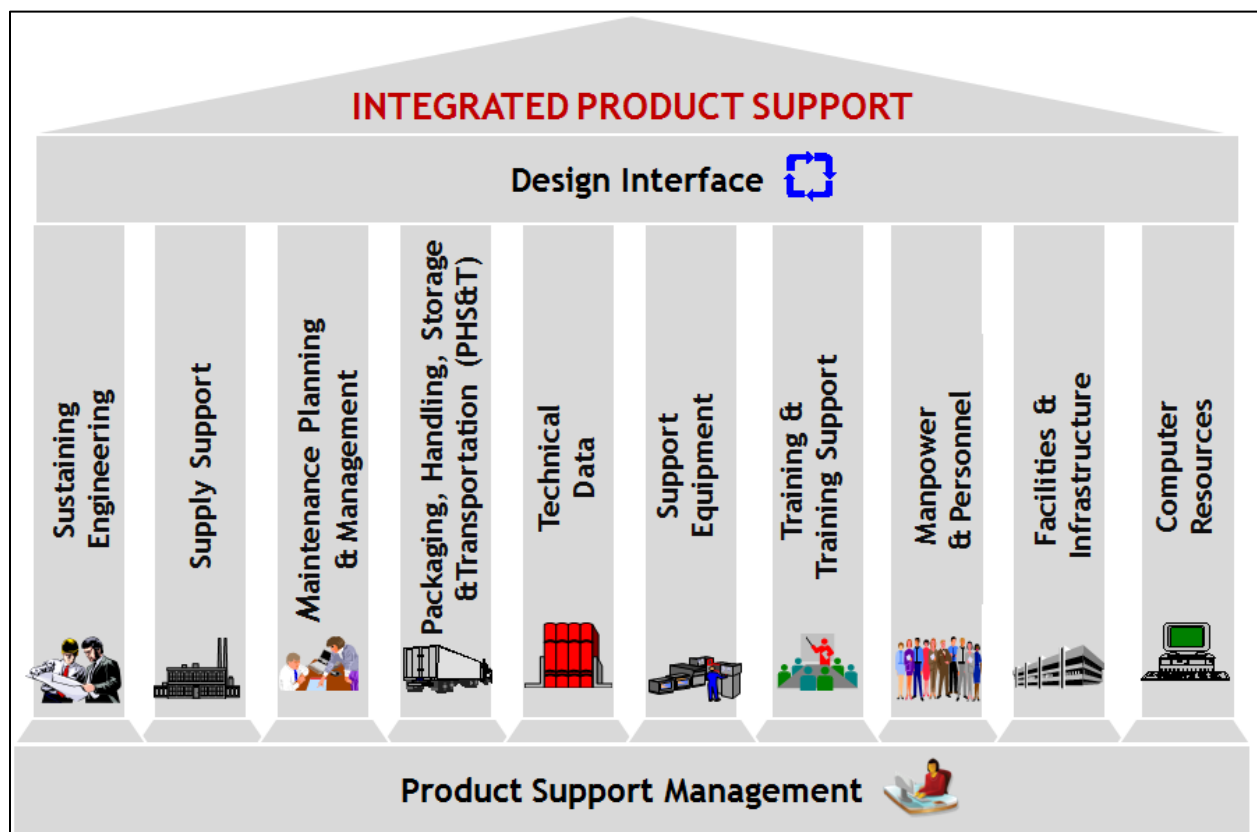 INTEGRATED PRODUCT SUPPORT
Design Interface
Sustaining
Engineering
Supply Support
Maintenance Planning
& Management
Packaging, Handling, Storage
&Transportation (PHS&T)
Technical
Data
Support
Equipment
Training &
Training Support
Manpower
& Personnel
Facilities &
Infrastructure
Computer
Resources
Product Support Management